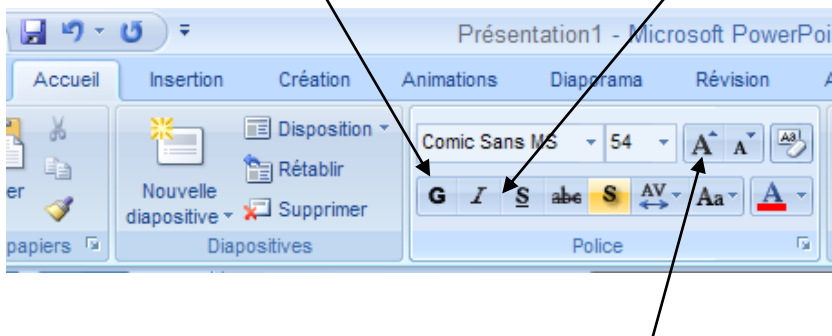 Présentation1 - Microsoft PowerPoi
Accueil Insertion Création Animations Diaporama Révision A
Disposition
Rétablir
Supprimer
er
Nouvelle
diapositive
Comic Sans MS 54 A A Aa
G I S abc S AV Aa A
papiers Diapositives Police